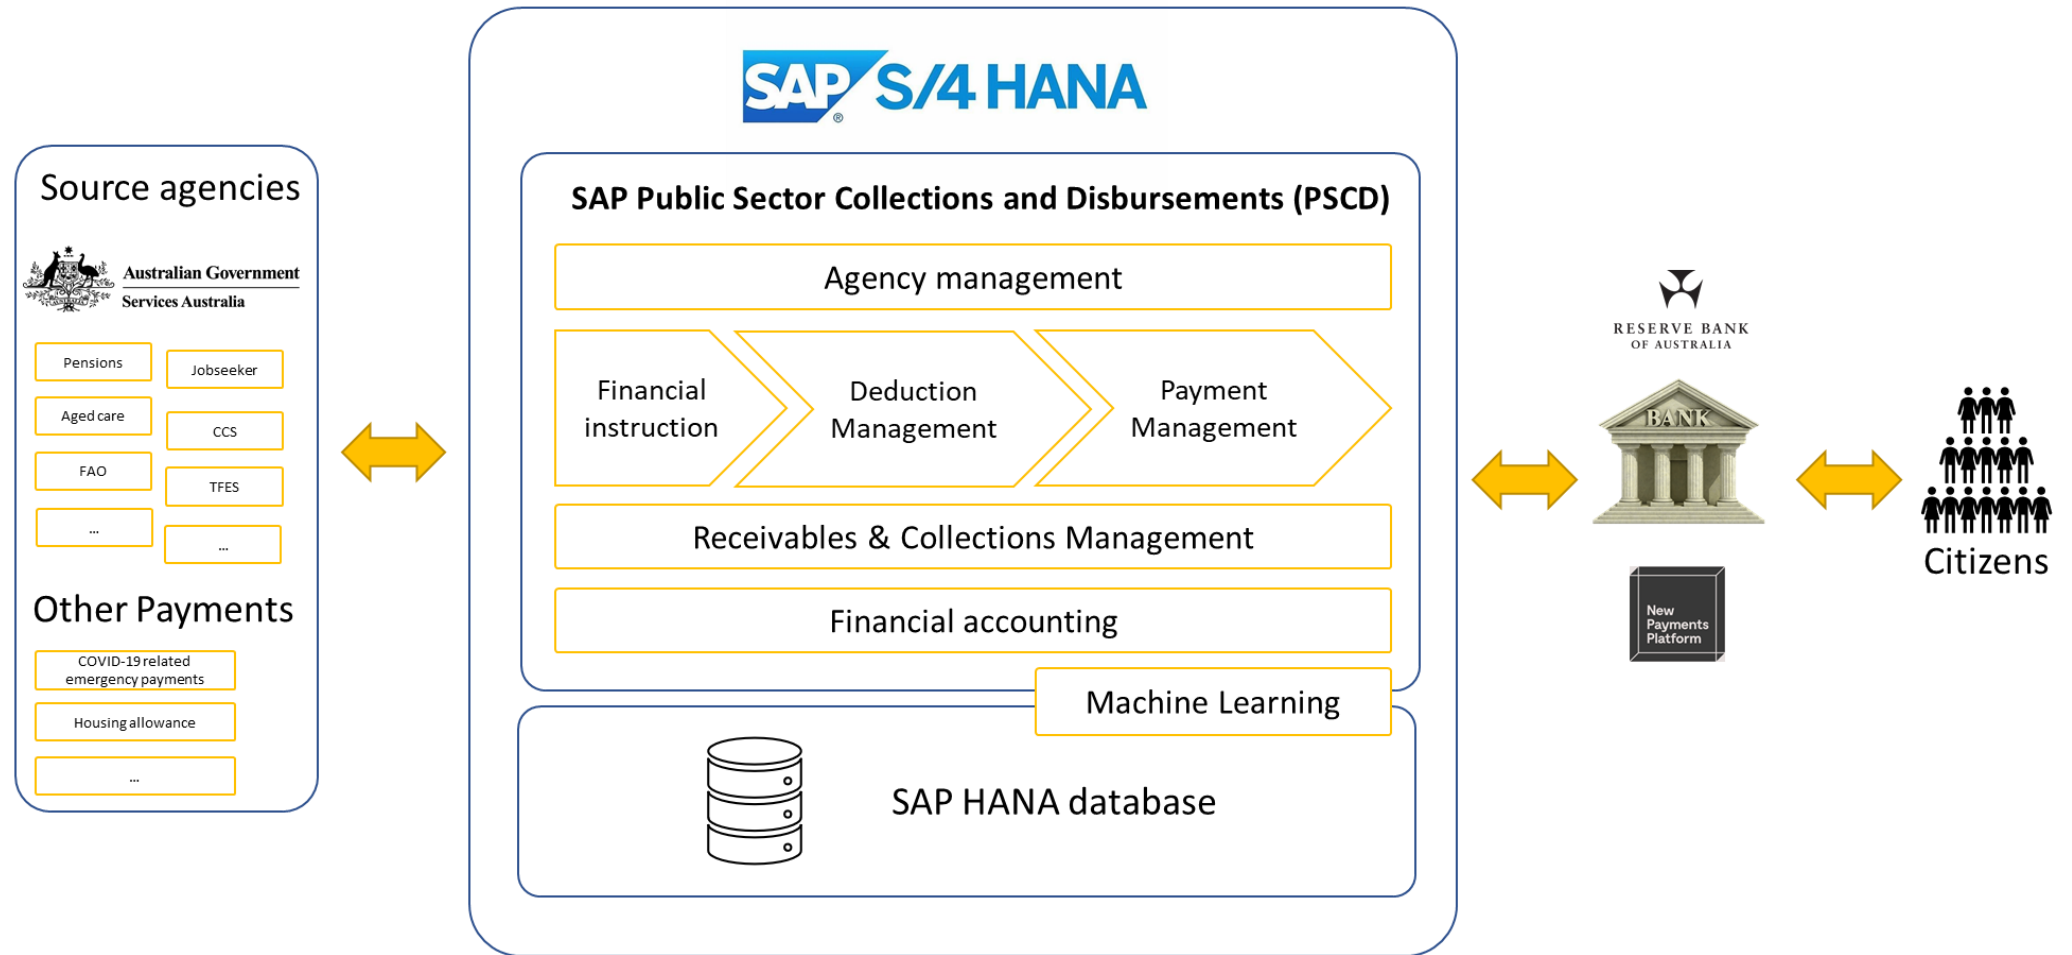 Source agencies
Australian Government
Services Australia
Pensions
Jobseeker
Aged care
CCS
FAO
TFES
...
...
Other Payments
COVID-19 related
emergency payments
Housing allowance
...
SAP®
S/4 HANA
SAP Public Sector Collections and Disbursements (PSCD)
Agency management
Financial
instruction
Deduction
Management
Payment
Management
Receivables & Collections Management
Financial accounting
Machine Learning
SAP HANA database
RESERVE BANK
OF AUSTRALIA
BANK
New
Payments
Platform
Citizens